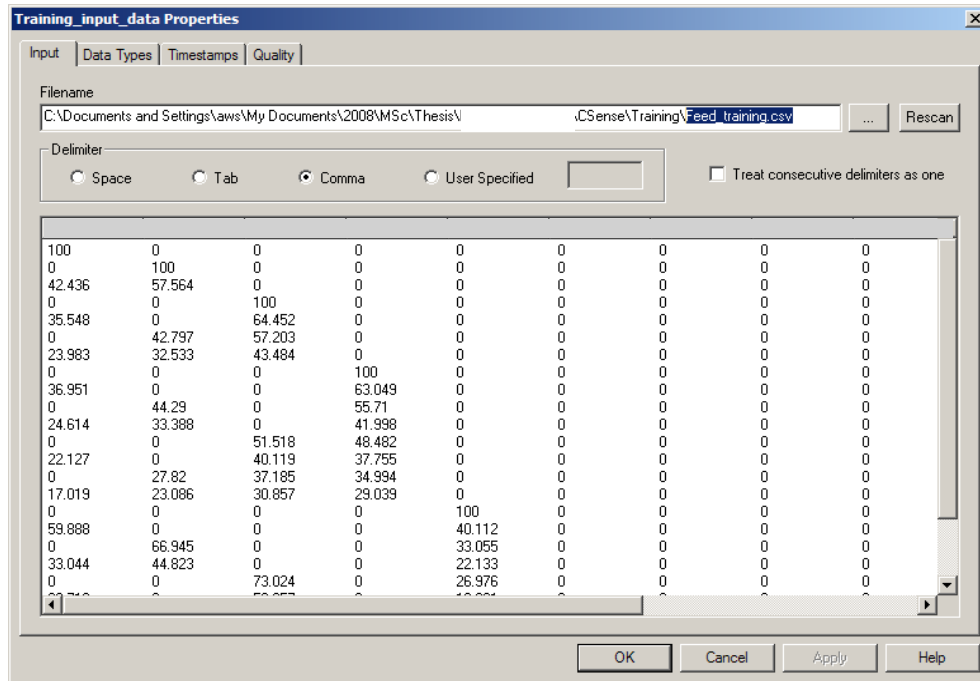 Training_input_data Properties
Input Data Types Timestamps Quality
Filename
C:\Documents and Settings\aws\My Documents\2008\MSc\Thesis\ \CSense\Training\Feed_training.csv ... Rescan
Delimiter
Space Tab Comma User Specified Treat consecutive delimiters as one
100 0 0 0 0 0 0 0 0
0 100 0 0 0 0 0 0 0
42.436 57.564 0 0 0 0 0 0 0
0 0 100 0 0 0 0 0 0
35.548 0 64.452 0 0 0 0 0 0
0 42.797 57.203 0 0 0 0 0 0
23.983 32.533 43.484 0 0 0 0 0 0
0 0 0 100 0 0 0 0 0
36.951 0 0 63.049 0 0 0 0 0
0 44.29 0 55.71 0 0 0 0 0
24.614 33.388 0 41.998 0 0 0 0 0
0 0 51.518 48.482 0 0 0 0 0
22.127 0 40.119 37.755 0 0 0 0 0
0 27.82 37.185 34.994 0 0 0 0 0
17.019 23.086 30.857 29.039 0 0 0 0 0
0 0 0 0 100 0 0 0 0
59.888 0 0 0 40.112 0 0 0 0
0 66.945 0 0 33.055 0 0 0 0
33.044 44.823 0 0 22.133 0 0 0 0
0 0 73.024 0 26.976 0 0 0 0
OK Cancel Apply Help